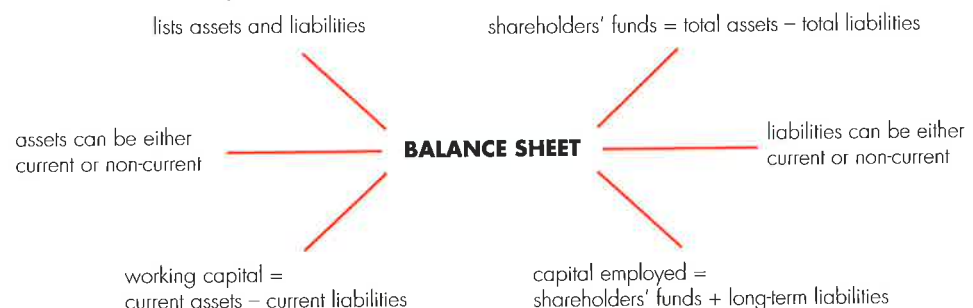 lists assets and liabilities
shareholders' funds = total assets – total liabilities
assets can be either
current or non-current
BALANCE SHEET
liabilities can be either
current or non-current
working capital =
current assets – current liabilities
capital employed =
shareholders' funds + long-term liabilities